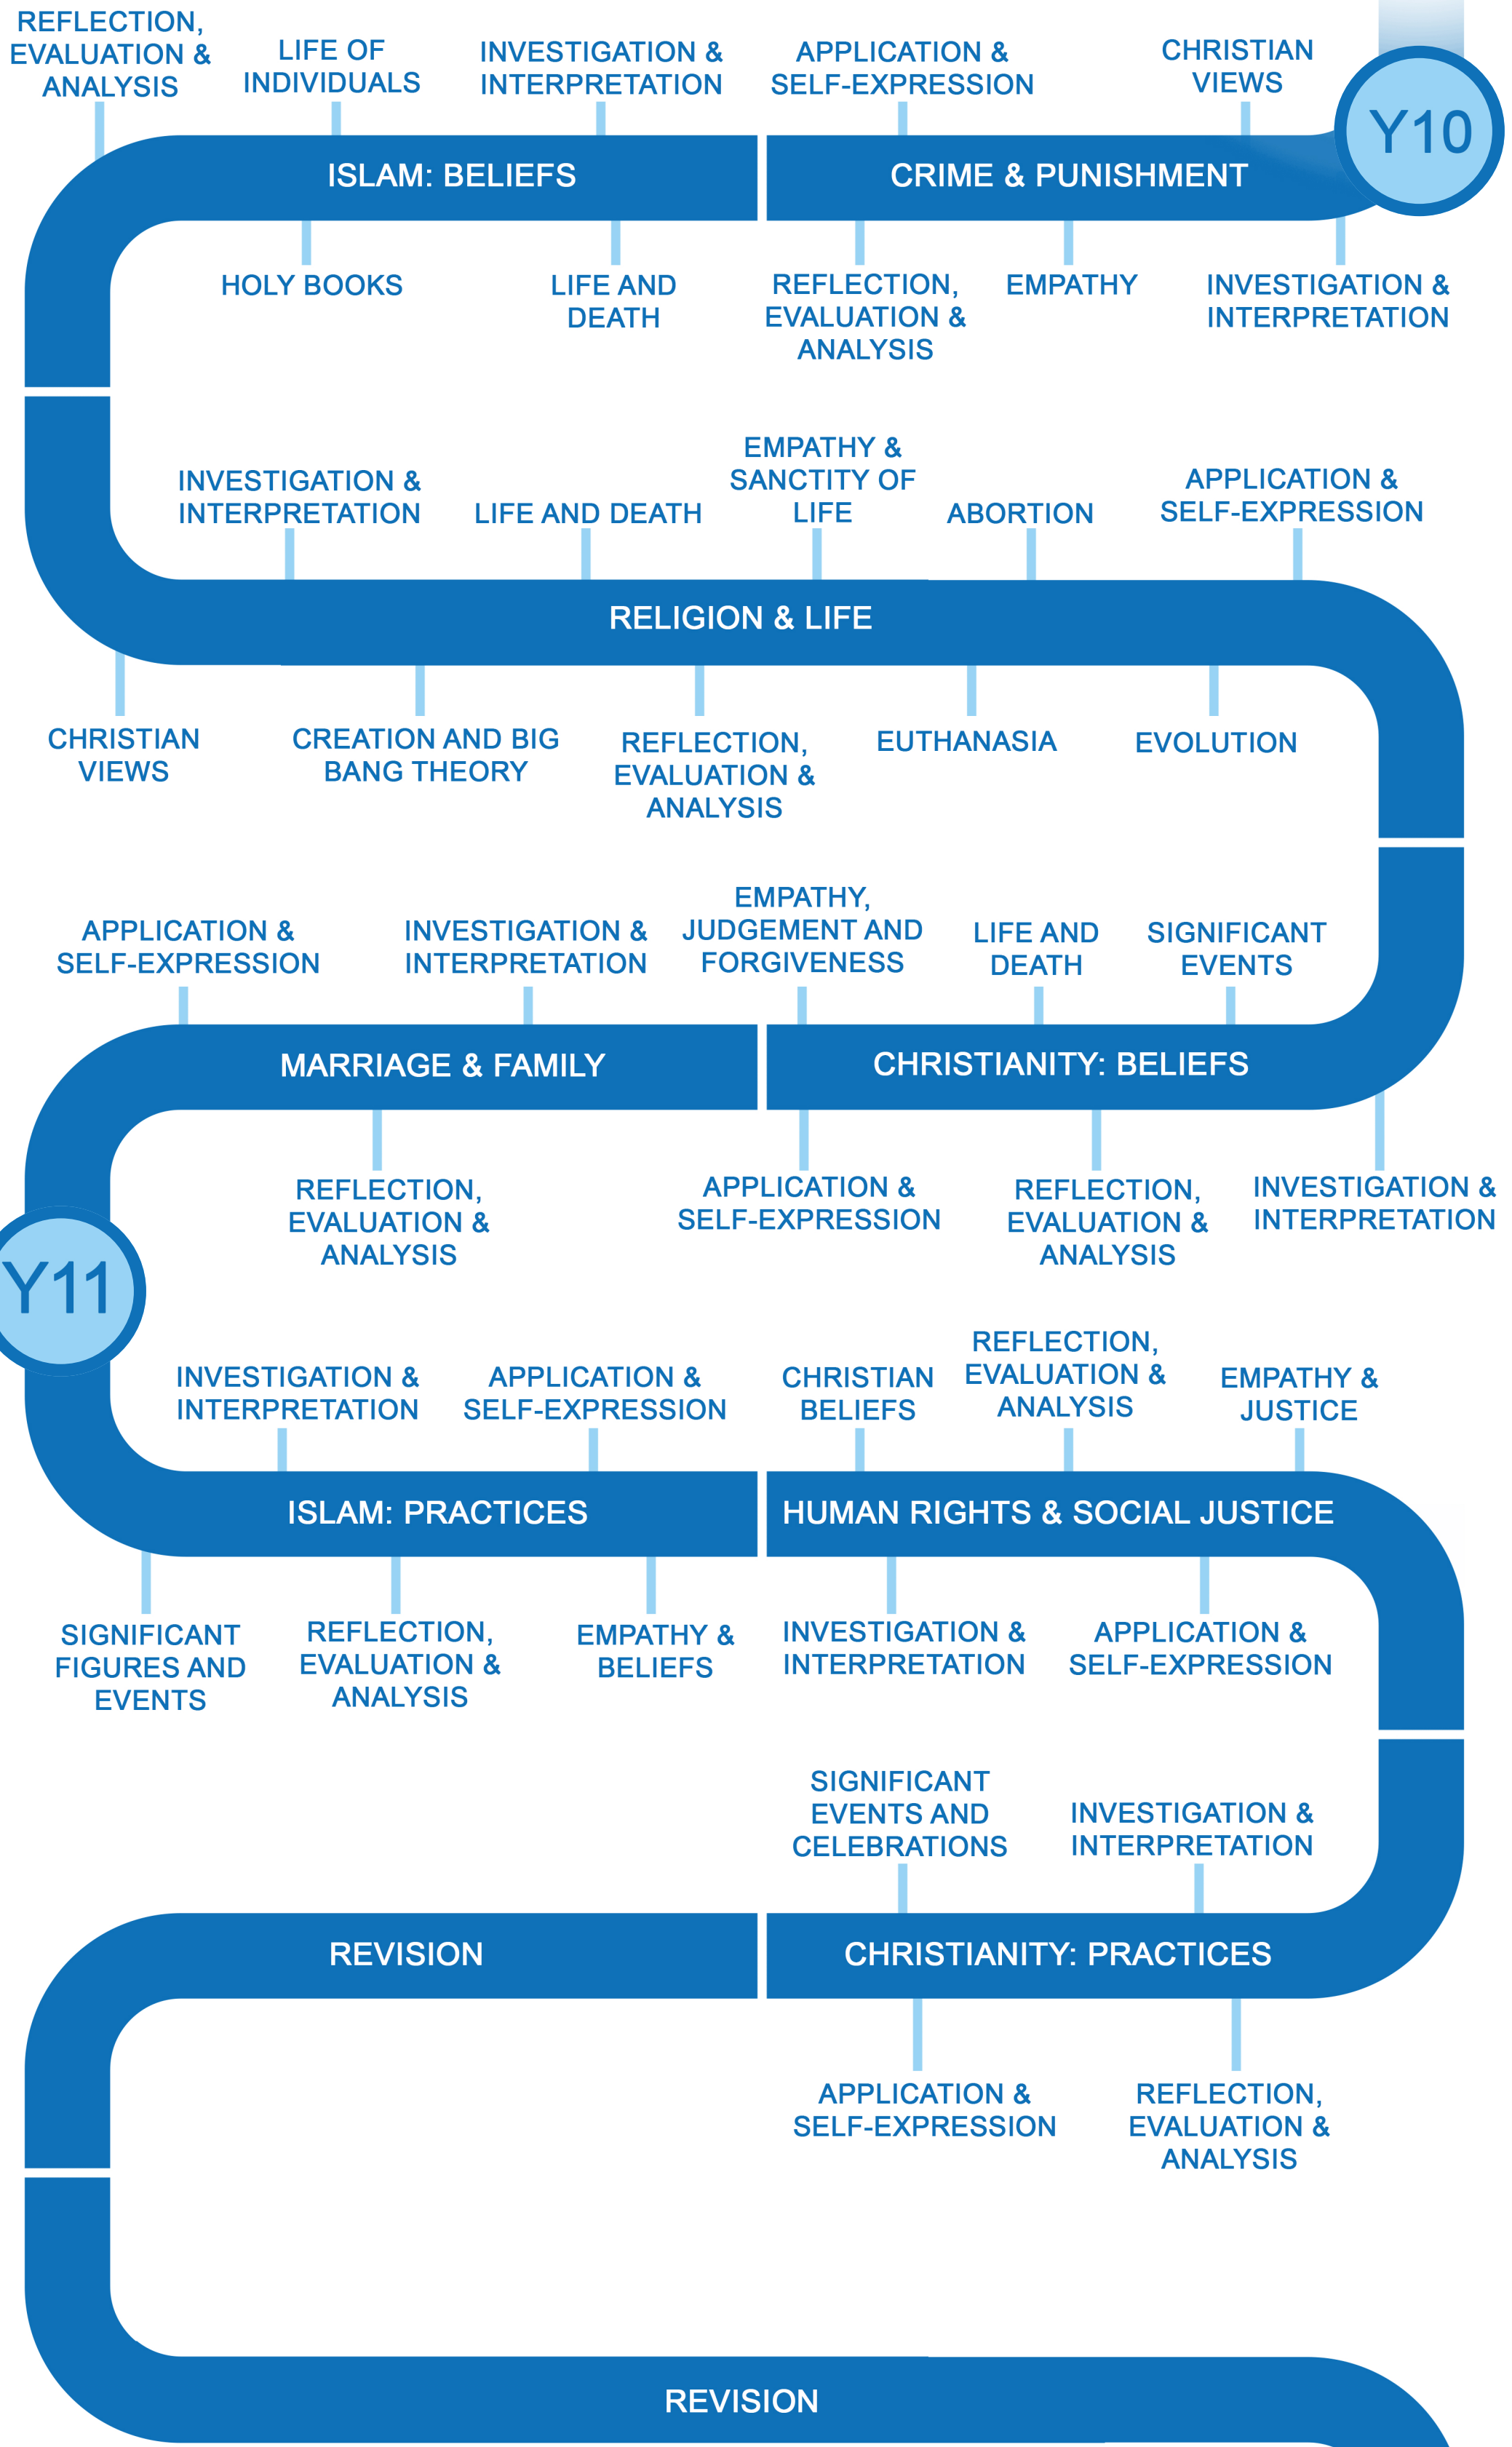 REFLECTION,
EVALUATION &
ANALYSIS
LIFE OF
INDIVIDUALS
INVESTIGATION &
INTERPRETATION
APPLICATION &
SELF-EXPRESSION
CHRISTIAN
VIEWS
Y10
ISLAM: BELIEFS
CRIME & PUNISHMENT
HOLY BOOKS
LIFE AND
DEATH
REFLECTION,
EVALUATION &
ANALYSIS
EMPATHY
INVESTIGATION &
INTERPRETATION
INVESTIGATION &
INTERPRETATION
LIFE AND DEATH
EMPATHY &
SANCTITY OF
LIFE
ABORTION
APPLICATION &
SELF-EXPRESSION
RELIGION & LIFE
CHRISTIAN
VIEWS
CREATION AND BIG
BANG THEORY
REFLECTION,
EVALUATION &
ANALYSIS
EUTHANASIA
EVOLUTION
APPLICATION &
SELF-EXPRESSION
INVESTIGATION &
INTERPRETATION
EMPATHY,
JUDGEMENT AND
FORGIVENESS
LIFE AND
DEATH
SIGNIFICANT
EVENTS
MARRIAGE & FAMILY
CHRISTIANITY: BELIEFS
REFLECTION,
EVALUATION &
ANALYSIS
APPLICATION &
SELF-EXPRESSION
REFLECTION,
EVALUATION &
ANALYSIS
INVESTIGATION &
INTERPRETATION
Y11
INVESTIGATION &
INTERPRETATION
APPLICATION &
SELF-EXPRESSION
CHRISTIAN
BELIEFS
REFLECTION,
EVALUATION &
ANALYSIS
EMPATHY &
JUSTICE
ISLAM: PRACTICES
HUMAN RIGHTS & SOCIAL JUSTICE
SIGNIFICANT
FIGURES AND
EVENTS
REFLECTION,
EVALUATION &
ANALYSIS
EMPATHY &
BELIEFS
INVESTIGATION &
INTERPRETATION
APPLICATION &
SELF-EXPRESSION
SIGNIFICANT
EVENTS AND
CELEBRATIONS
INVESTIGATION &
INTERPRETATION
REVISION
CHRISTIANITY: PRACTICES
APPLICATION &
SELF-EXPRESSION
REFLECTION,
EVALUATION &
ANALYSIS
REVISION